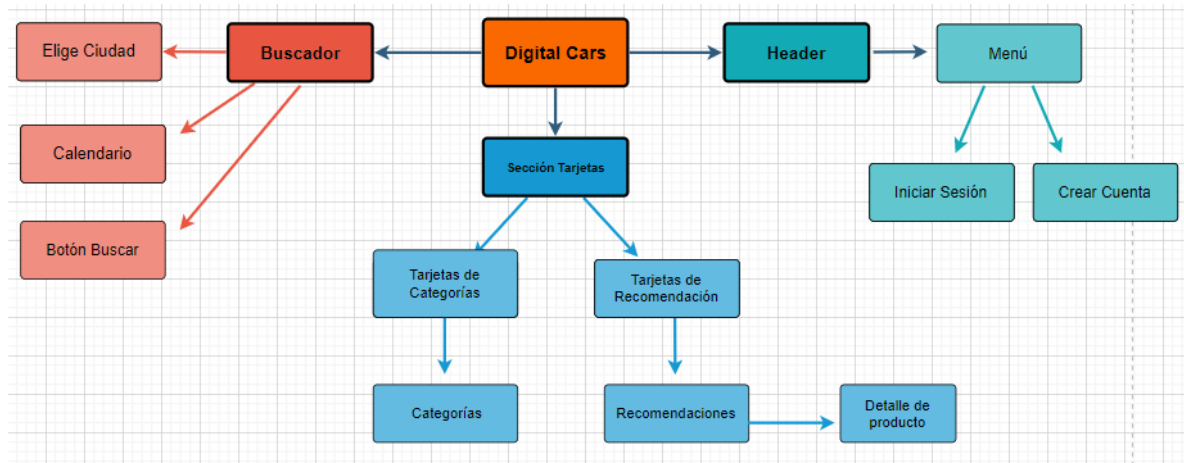 Elige Ciudad
Buscador
Digital Cars
Header
Menú
Calendario
Sección Tarjetas
Iniciar Sesión
Crear Cuenta
Botón Buscar
Tarjetas de
Categorías
Tarjetas de
Recomendación
Categorías
Recomendaciones
Detalle de
producto